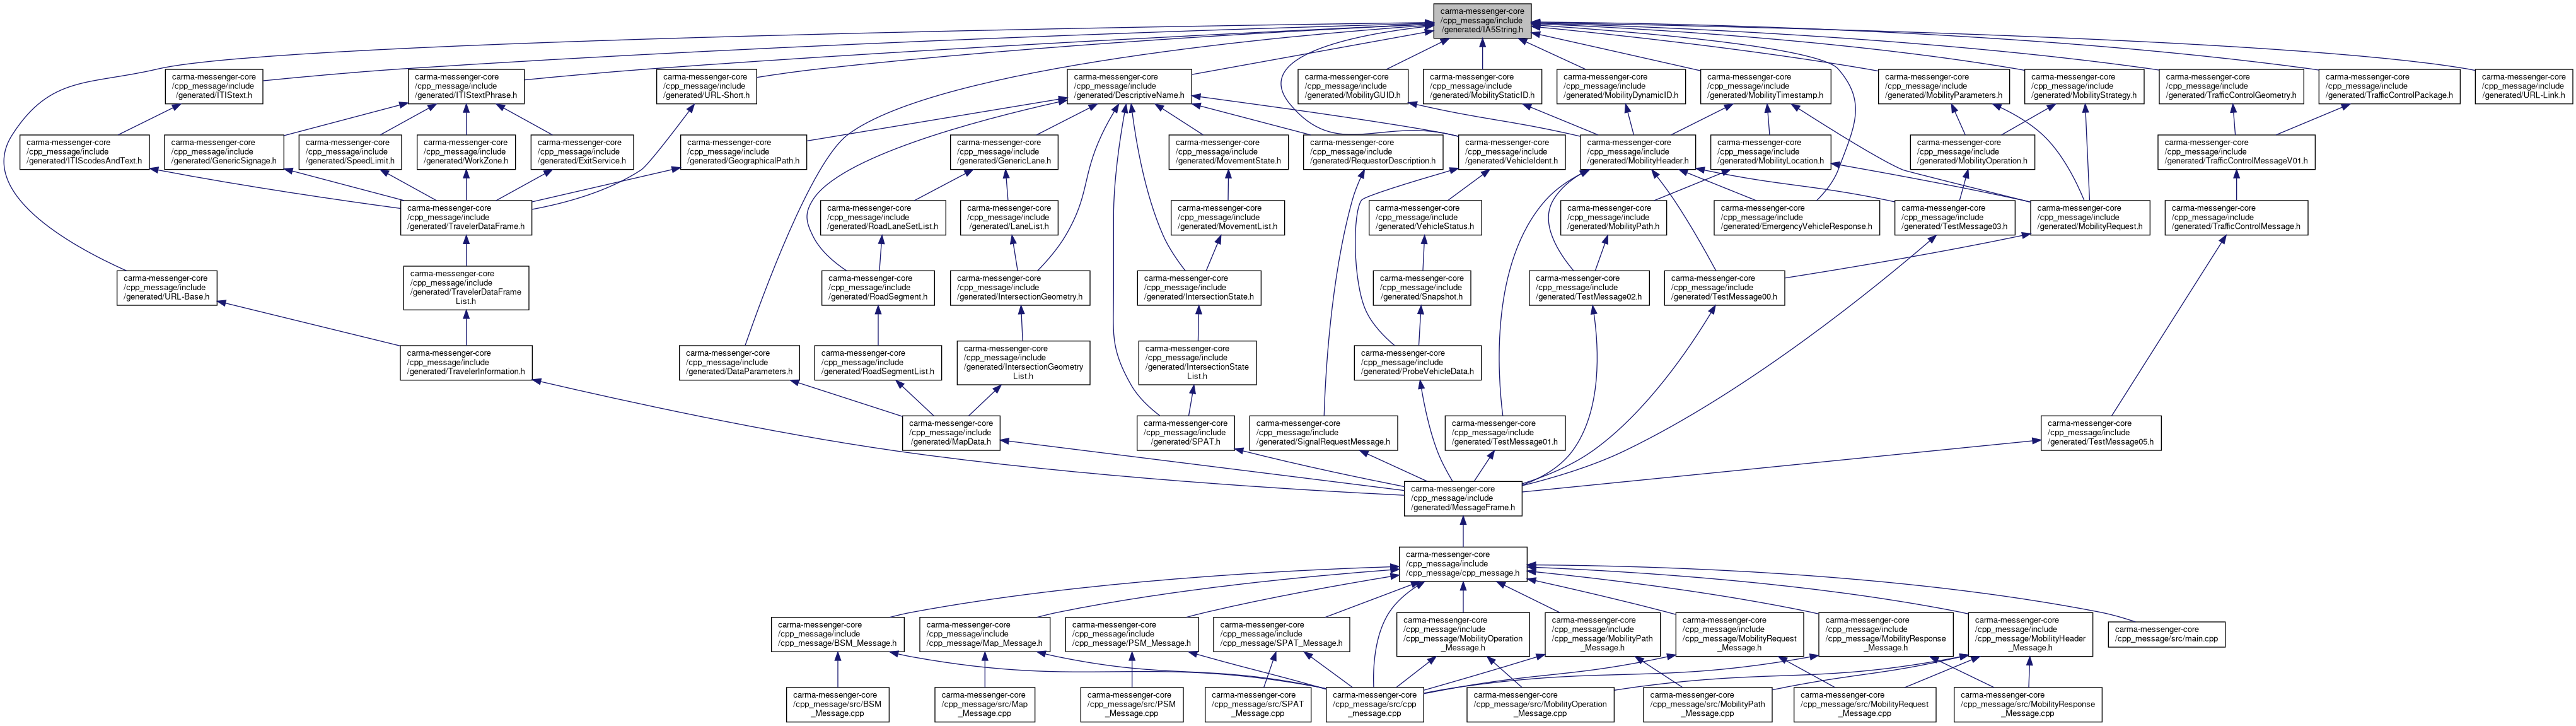 carma-messenger-core
/cpp_message/include
/generated/IA5String.h
carma-messenger-core
/cpp_message/include
/generated/ITIStext.h
carma-messenger-core
/cpp_message/include
/generated/ITIStextPhrase.h
carma-messenger-core
/cpp_message/include
/generated/URL-Short.h
carma-messenger-core
/cpp_message/include
/generated/DescriptiveName.h
carma-messenger-core
/cpp_message/include
/generated/MobilityGUID.h
carma-messenger-core
/cpp_message/include
/generated/MobilityStaticID.h
carma-messenger-core
/cpp_message/include
/generated/MobilityDynamicID.h
carma-messenger-core
/cpp_message/include
/generated/MobilityTimestamp.h
carma-messenger-core
/cpp_message/include
/generated/MobilityParameters.h
carma-messenger-core
/cpp_message/include
/generated/MobilityStrategy.h
carma-messenger-core
/cpp_message/include
/generated/TrafficControlGeometry.h
carma-messenger-core
/cpp_message/include
/generated/TrafficControlPackage.h
carma-messenger-core
/cpp_message/include
/generated/URL-Link.h
carma-messenger-core
/cpp_message/include
/generated/ITIScodesAndText.h
carma-messenger-core
/cpp_message/include
/generated/GenericSignage.h
carma-messenger-core
/cpp_message/include
/generated/SpeedLimit.h
carma-messenger-core
/cpp_message/include
/generated/WorkZone.h
carma-messenger-core
/cpp_message/include
/generated/ExitService.h
carma-messenger-core
/cpp_message/include
/generated/GeographicalPath.h
carma-messenger-core
/cpp_message/include
/generated/GenericLane.h
carma-messenger-core
/cpp_message/include
/generated/MovementState.h
carma-messenger-core
/cpp_message/include
/generated/RequestorDescription.h
carma-messenger-core
/cpp_message/include
/generated/VehicleIdent.h
carma-messenger-core
/cpp_message/include
/generated/MobilityHeader.h
carma-messenger-core
/cpp_message/include
/generated/MobilityLocation.h
carma-messenger-core
/cpp_message/include
/generated/MobilityOperation.h
carma-messenger-core
/cpp_message/include
/generated/TrafficControlMessageV01.h
carma-messenger-core
/cpp_message/include
/generated/TravelerDataFrame.h
carma-messenger-core
/cpp_message/include
/generated/RoadLaneSetList.h
carma-messenger-core
/cpp_message/include
/generated/LaneList.h
carma-messenger-core
/cpp_message/include
/generated/MovementList.h
carma-messenger-core
/cpp_message/include
/generated/VehicleStatus.h
carma-messenger-core
/cpp_message/include
/generated/MobilityPath.h
carma-messenger-core
/cpp_message/include
/generated/EmergencyVehicleResponse.h
carma-messenger-core
/cpp_message/include
/generated/TestMessage03.h
carma-messenger-core
/cpp_message/include
/generated/MobilityRequest.h
carma-messenger-core
/cpp_message/include
/generated/TrafficControlMessage.h
carma-messenger-core
/cpp_message/include
/generated/URL-Base.h
carma-messenger-core
/cpp_message/include
/generated/TravelerDataFrame
List.h
carma-messenger-core
/cpp_message/include
/generated/RoadSegment.h
carma-messenger-core
/cpp_message/include
/generated/IntersectionGeometry.h
carma-messenger-core
/cpp_message/include
/generated/IntersectionState.h
carma-messenger-core
/cpp_message/include
/generated/Snapshot.h
carma-messenger-core
/cpp_message/include
/generated/TestMessage02.h
carma-messenger-core
/cpp_message/include
/generated/TestMessage00.h
carma-messenger-core
/cpp_message/include
/generated/TravelerInformation.h
carma-messenger-core
/cpp_message/include
/generated/DataParameters.h
carma-messenger-core
/cpp_message/include
/generated/RoadSegmentList.h
carma-messenger-core
/cpp_message/include
/generated/IntersectionGeometry
List.h
carma-messenger-core
/cpp_message/include
/generated/IntersectionState
List.h
carma-messenger-core
/cpp_message/include
/generated/ProbeVehicleData.h
carma-messenger-core
/cpp_message/include
/generated/MapData.h
carma-messenger-core
/cpp_message/include
/generated/SPAT.h
carma-messenger-core
/cpp_message/include
/generated/SignalRequestMessage.h
carma-messenger-core
/cpp_message/include
/generated/TestMessage01.h
carma-messenger-core
/cpp_message/include
/generated/TestMessage05.h
carma-messenger-core
/cpp_message/include
/generated/MessageFrame.h
carma-messenger-core
/cpp_message/include
/cpp_message/cpp_message.h
carma-messenger-core
/cpp_message/include
/cpp_message/BSM_Message.h
carma-messenger-core
/cpp_message/include
/cpp_message/Map_Message.h
carma-messenger-core
/cpp_message/include
/cpp_message/PSM_Message.h
carma-messenger-core
/cpp_message/include
/cpp_message/SPAT_Message.h
carma-messenger-core
/cpp_message/include
/cpp_message/MobilityOperation
_Message.h
carma-messenger-core
/cpp_message/include
/cpp_message/MobilityPath
_Message.h
carma-messenger-core
/cpp_message/include
/cpp_message/MobilityRequest
_Message.h
carma-messenger-core
/cpp_message/include
/cpp_message/MobilityResponse
_Message.h
carma-messenger-core
/cpp_message/include
/cpp_message/MobilityHeader
_Message.h
carma-messenger-core
/cpp_message/src/main.cpp
carma-messenger-core
/cpp_message/src/BSM
_Message.cpp
carma-messenger-core
/cpp_message/src/Map
_Message.cpp
carma-messenger-core
/cpp_message/src/PSM
_Message.cpp
carma-messenger-core
/cpp_message/src/SPAT
_Message.cpp
carma-messenger-core
/cpp_message/src/cpp
_message.cpp
carma-messenger-core
/cpp_message/src/MobilityOperation
_Message.cpp
carma-messenger-core
/cpp_message/src/MobilityPath
_Message.cpp
carma-messenger-core
/cpp_message/src/MobilityRequest
_Message.cpp
carma-messenger-core
/cpp_message/src/MobilityResponse
_Message.cpp